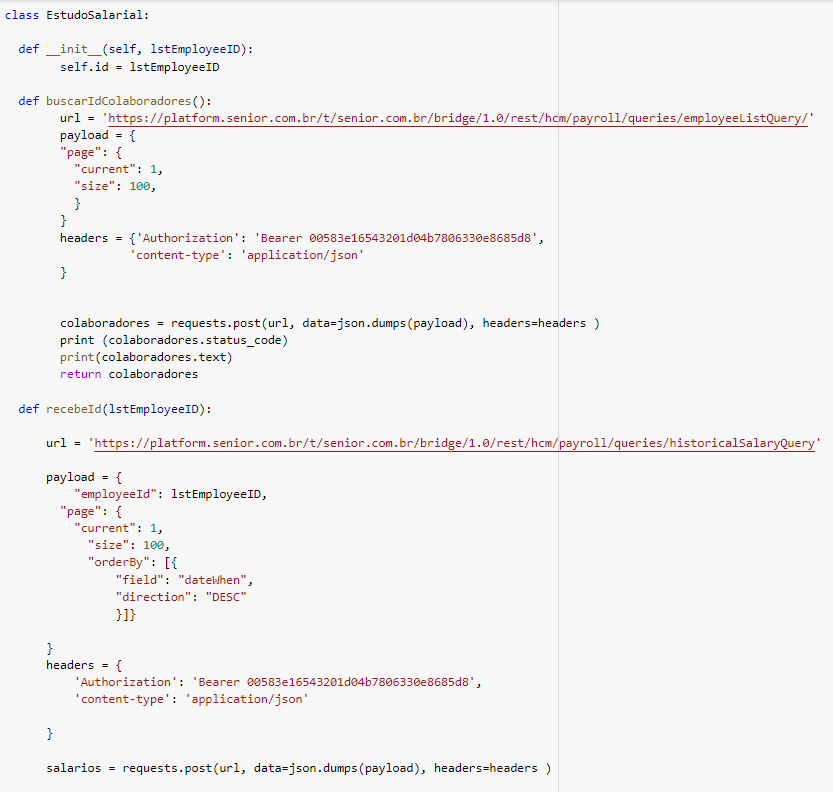 class EstudoSalarial:
def __init__(self, lstEmployeeID):
self.id = lstEmployeeID
def buscarIdColaboradores():
url = 'https://platform.senior.com.br/t/senior.com.br/bridge/1.0/rest/hcm/payroll/queries/employeeListQuery/'
payload = {
"page": {
"current": 1,
"size": 100,
}
}
headers = {'Authorization': 'Bearer 00583e16543201d04b7806330e8685d8',
'content-type': 'application/json'
}
colaboradores = requests.post(url, data=json.dumps(payload), headers=headers )
print (colaboradores.status_code)
print(colaboradores.text)
return colaboradores
def recebeId(lstEmployeeID):
url = 'https://platform.senior.com.br/t/senior.com.br/bridge/1.0/rest/hcm/payroll/queries/historicalSalaryQuery'
payload = {
"employeeId": lstEmployeeID,
"page": {
"current": 1,
"size": 100,
"orderBy": [{
"field": "dateWhen",
"direction": "DESC"
}]}
}
headers = {
'Authorization': 'Bearer 00583e16543201d04b7806330e8685d8',
'content-type': 'application/json'
}
salarios = requests.post(url, data=json.dumps(payload), headers=headers )